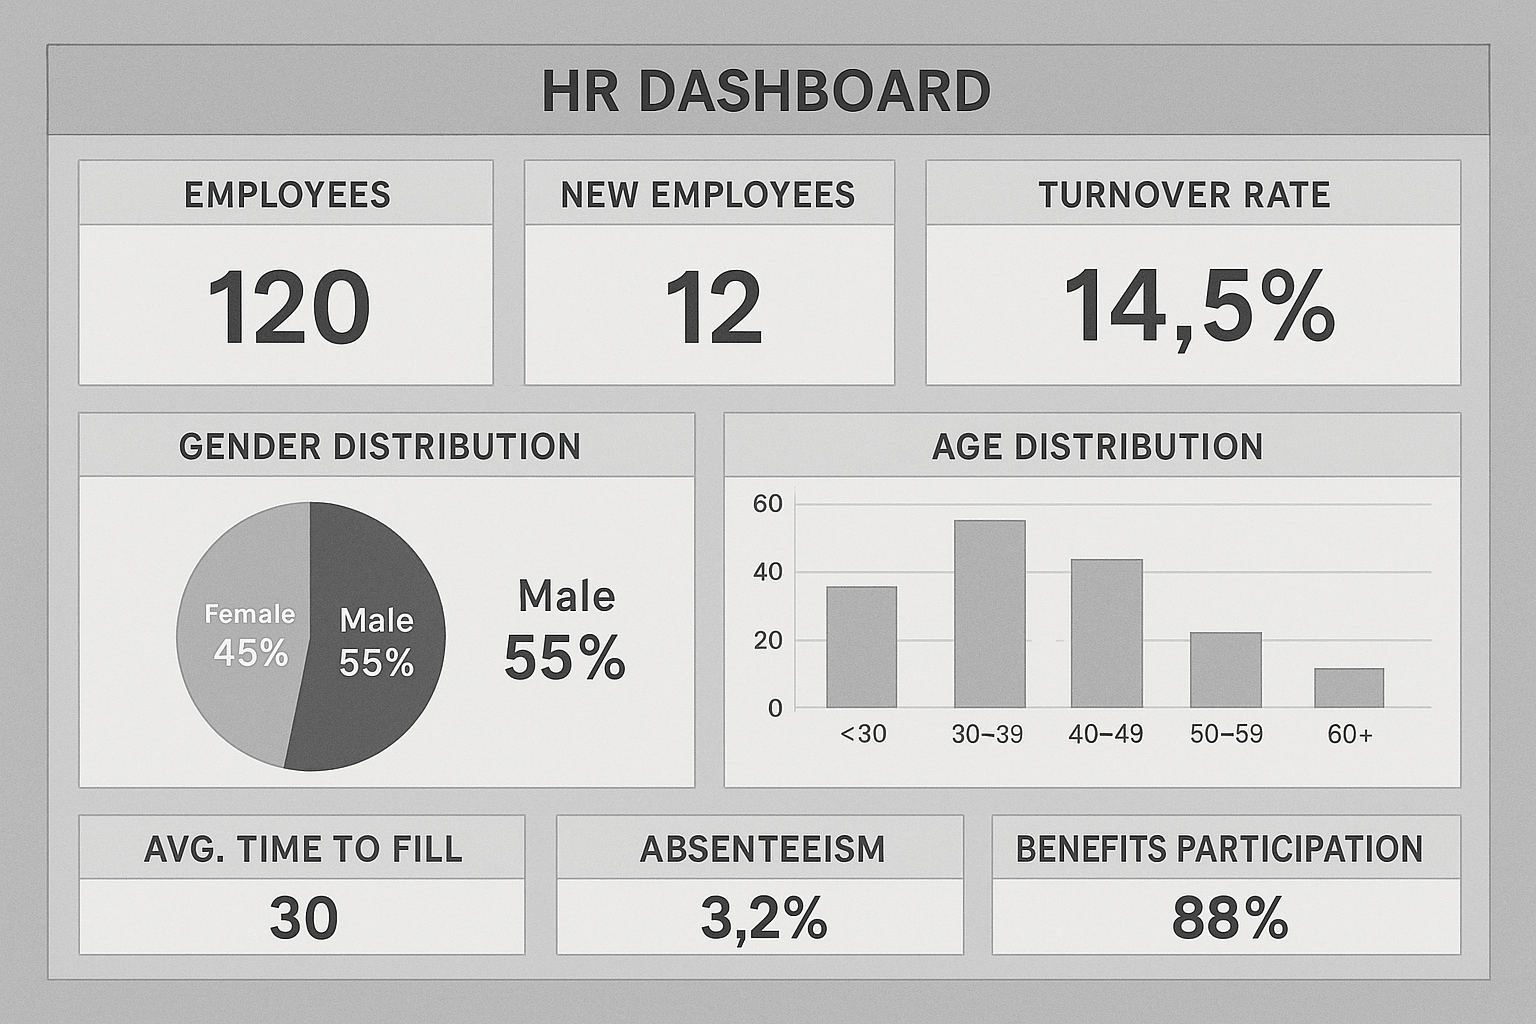 HR DASHBOARD
EMPLOYEES
120
NEW EMPLOYEES
12
TURNOVER RATE
14,5%
GENDER DISTRIBUTION
Female
45%
Male
55%
Male
55%
AGE DISTRIBUTION
60
40
20
0
<30 30–39 40–49 50–59 60+
AVG. TIME TO FILL
30
ABSENTEEISM
3,2%
BENEFITS PARTICIPATION
88%